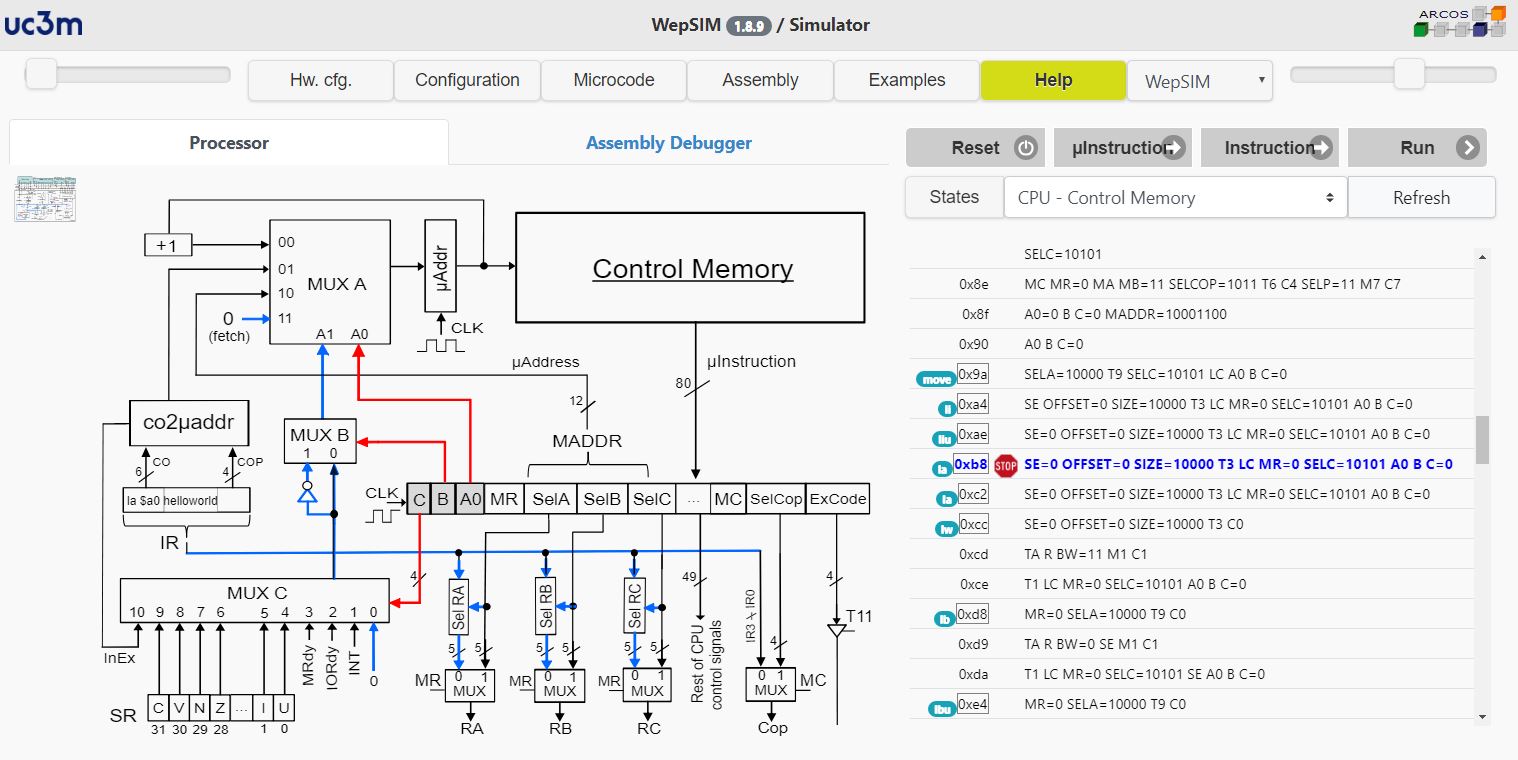 uc3m
WepSIM 1.8.9 / Simulator
ARCOS
Hw. cfg.
Configuration
Microcode
Assembly
Examples
Help
WepSIM
Processor
Assembly Debugger
Reset
µInstruction
Instruction
Run
States
CPU - Control Memory
Refresh
+1
00
01
10
11
MUX A
A1 A0
0
(fetch)
µAddr
CLK
Control Memory
µAddress
µInstruction
80
12
MADDR
co2µaddr
6 CO
4 COP
la $a0 helloworld
IR
MUX B
1 0
CLK
C B A0 MR SelA SelB SelC ... MC SelCop ExCode
4
MUX C
10 9 8 7 6 5 4 3 2 1 0
InEx
MRdy
IORdy
INT
0
SR
C V N Z ... I U
31 30 29 28 1 0
Sel RA
Sel RB
Sel RC
5 5
5 5
5 5
MR 0 1 MUX
MR 0 1 MUX
MR 0 1 MUX
RA
RB
RC
49
Rest of CPU
control signals
IR3 IR0
4
0 1 MUX MC
Cop
4
T11
SELC=10101
0x8e MC MR=0 MA MB=11 SELCOP=1011 T6 C4 SELP=11 M7 C7
0x8f A0=0 B C=0 MADDR=10001100
0x90 A0 B C=0
move 0x9a SELA=10000 T9 SELC=10101 LC A0 B C=0
li 0xa4 SE OFFSET=0 SIZE=10000 T3 LC MR=0 SELC=10101 A0 B C=0
liu 0xae SE=0 OFFSET=0 SIZE=10000 T3 LC MR=0 SELC=10101 A0 B C=0
la 0xb8 STOP SE=0 OFFSET=0 SIZE=10000 T3 LC MR=0 SELC=10101 A0 B C=0
la 0xc2 SE=0 OFFSET=0 SIZE=10000 T3 LC MR=0 SELC=10101 A0 B C=0
lw 0xcc SE=0 OFFSET=0 SIZE=10000 T3 C0
0xcd TA R BW=11 M1 C1
0xce T1 LC MR=0 SELC=10101 A0 B C=0
lb 0xd8 MR=0 SELA=10000 T9 C0
0xd9 TA R BW=0 SE M1 C1
0xda T1 LC MR=0 SELC=10101 SE A0 B C=0
lbu 0xe4 MR=0 SELA=10000 T9 C0